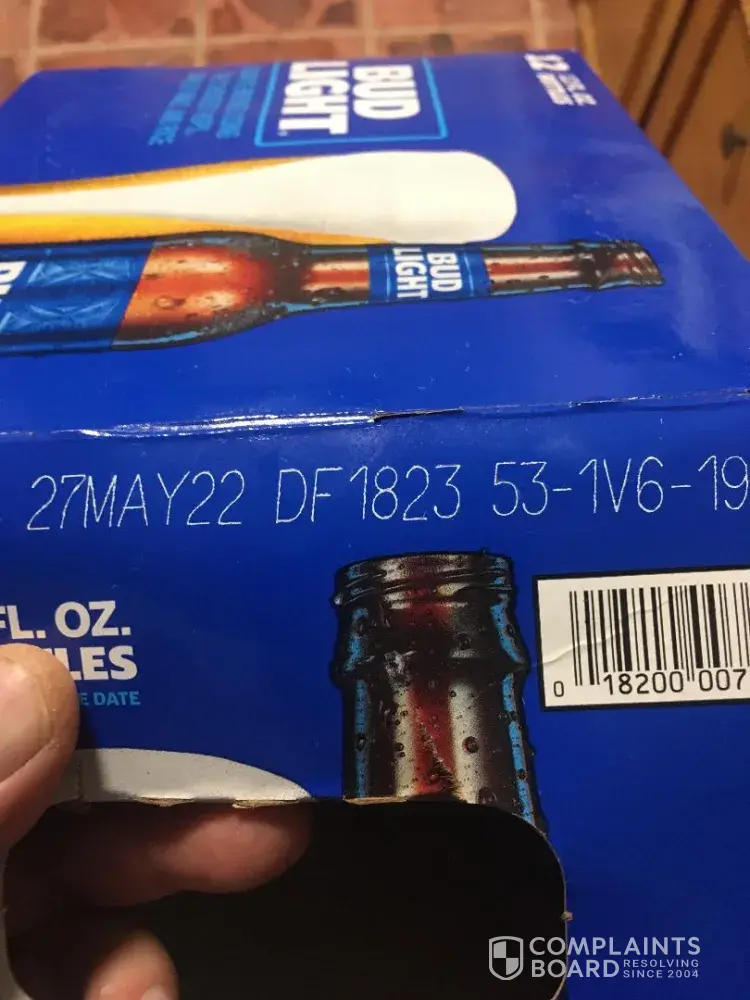 BUD
LIGHT
12
BUD
LIGHT
27MAY22 DF1823 53-1V6-19
FL. OZ.
E DATE
0 18200 007
COMPLAINTS
BOARD RESOLVING
SINCE 2004